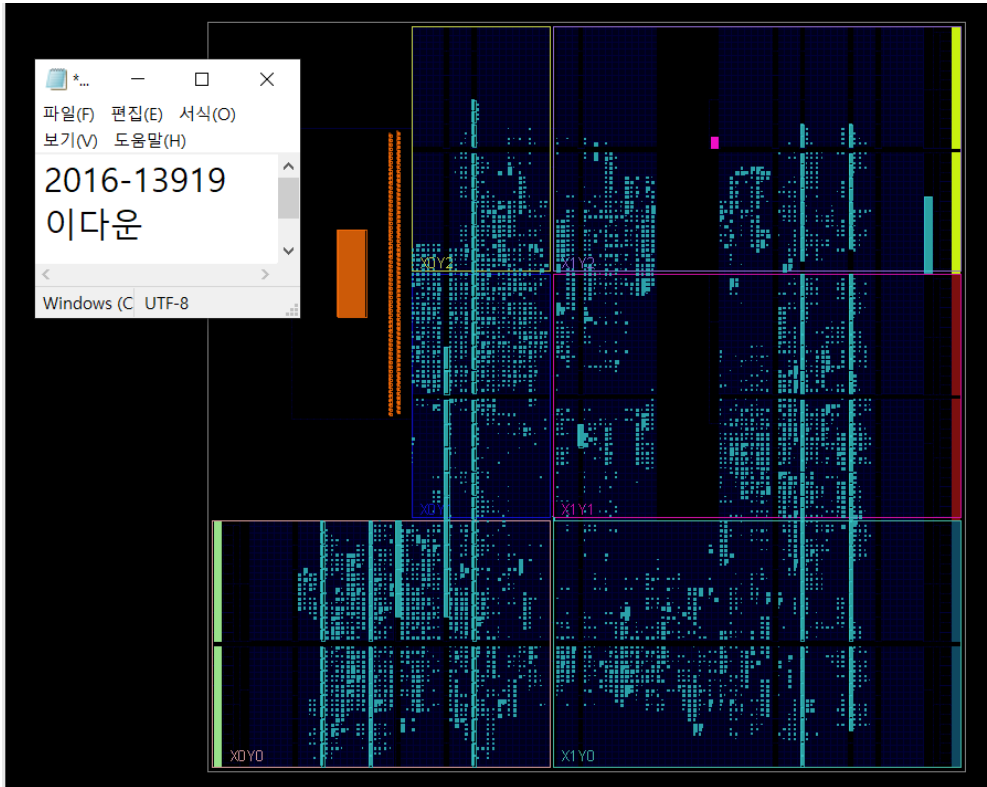 *...
파일(F) 편집(E) 서식(O)
보기(V) 도움말(H)
2016-13919
이다운
Windows (C UTF-8
X0Y2
X1Y2
X1Y1
X0Y0
X1Y0